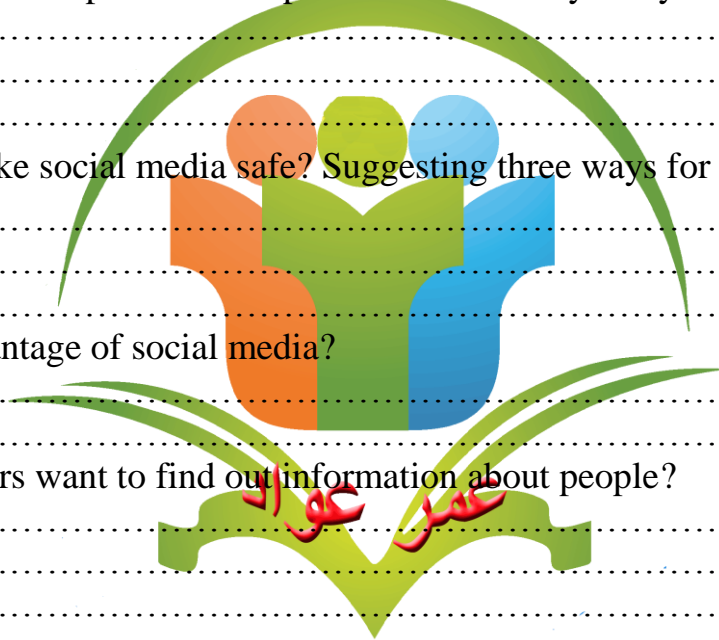 ke social media safe? Suggesting three ways for
ntage of social media?
rs want to find out information about people?
عمر عواد